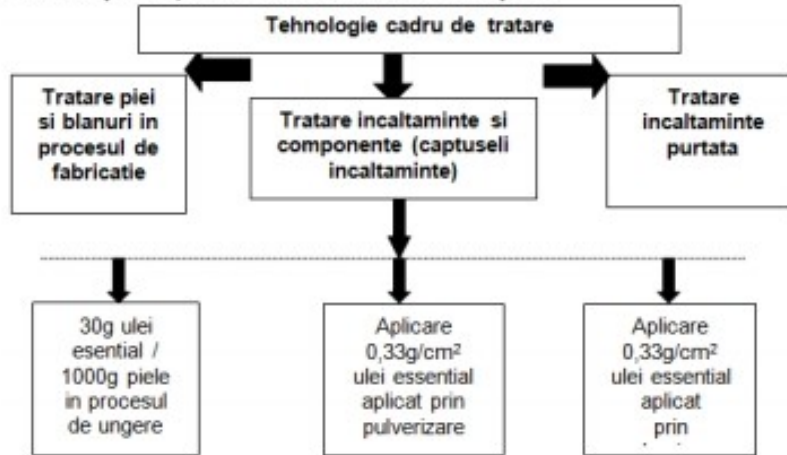 Tehnologie cadru de tratare
Tratare piei
si blanuri in
procesul de
fabricatie
Tratare incaltaminte si
componente (captuseli
incaltaminte)
Tratare
incaltaminte
purtata
30g ulei
esential /
1000g piele
in procesul
de ungere
Aplicare
0,33g/cm²
ulei essential
aplicat prin
pulverizare
Aplicare
0,33g/cm²
ulei essential
aplicat
prin